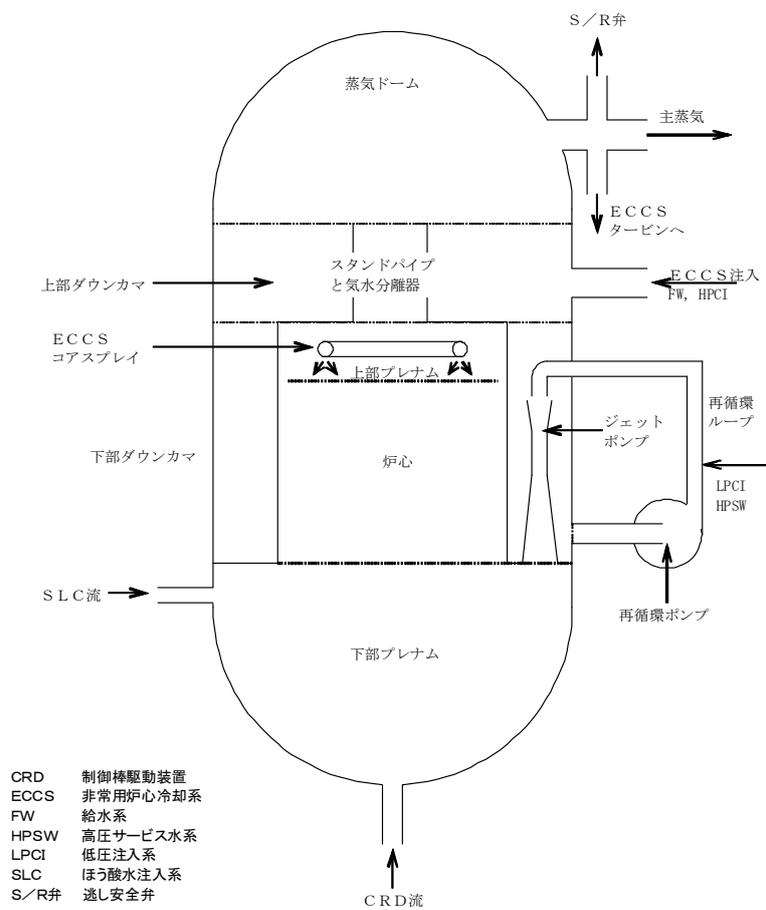 S/R弁
蒸気ドーム
主蒸気
ECCS
タービンへ
スタンドパイプ
と気水分離器
上部ダウンカマ
ECCS注入
FW, HPCI
ECCS
コアスプレイ
上部プレナム
再循環
ループ
ジェット
ポンプ
下部ダウンカマ
炉心
LPCI
HPSW
SLC流
再循環ポンプ
下部プレナム
CRD 制御棒駆動装置
ECCS 非常用炉心冷却系
FW 給水系
HPSW 高圧サービス水系
LPCI 低圧注入系
SLC ほう酸水注入系
S/R弁 逃し安全弁
CRD流